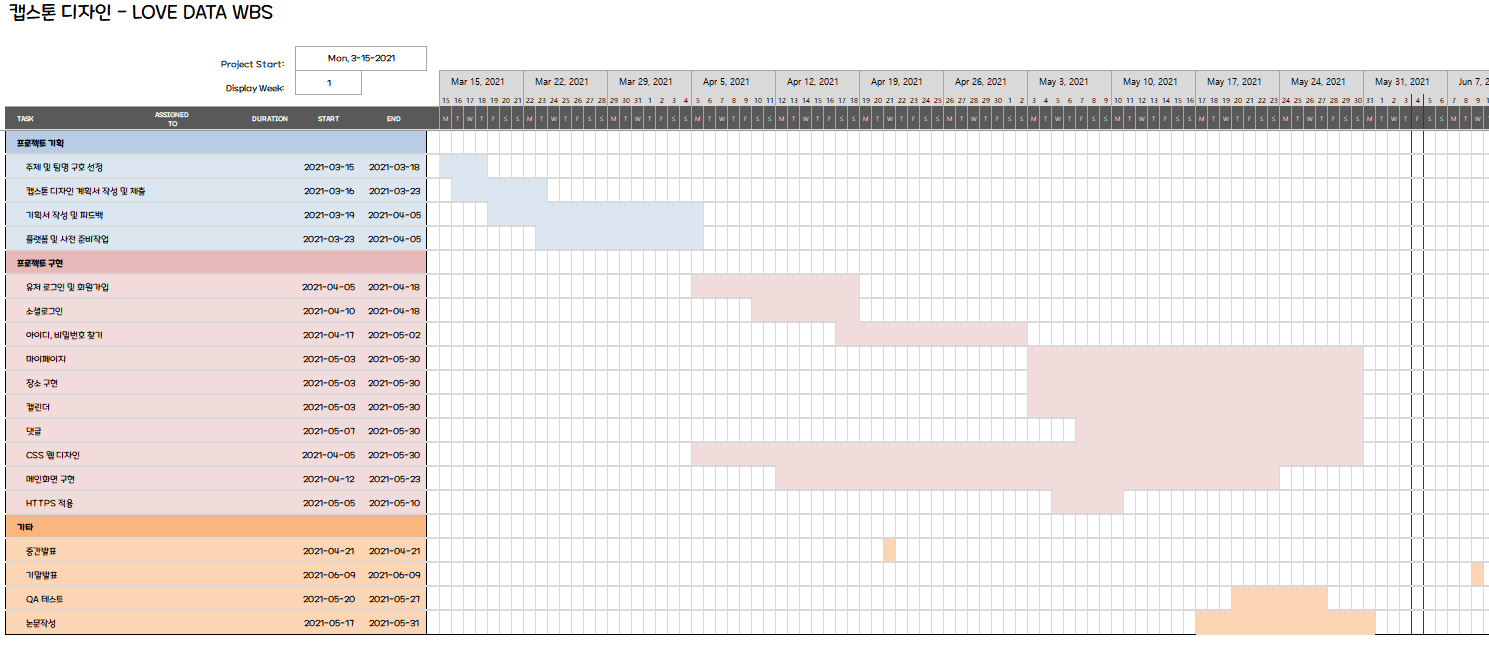 캡스톤 디자인 - LOVE DATA WBS
Project Start: Mon, 3-15-2021
Display Week: 1
Mar 15, 2021 Mar 22, 2021 Mar 29, 2021 Apr 5, 2021 Apr 12, 2021 Apr 19, 2021 Apr 26, 2021 May 3, 2021 May 10, 2021 May 17, 2021 May 24, 2021 May 31, 2021 Jun 7, 2
15 16 17 18 19 20 21 22 23 24 25 26 27 28 29 30 31 1 2 3 4 5 6 7 8 9 10 11 12 13 14 15 16 17 18 19 20 21 22 23 24 25 26 27 28 29 30 1 2 3 4 5 6 7 8 9 10 11 12 13 14 15 16 17 18 19 20 21 22 23 24 25 26 27 28 29 30 31 1 2 3 4 5 6 7 8 9 1
TASK ASSIGNED TO DURATION START END M T W T F S S M T W T F S S M T W T F S S M T W T F S S M T W T F S S M T W T F S S M T W T F S S M T W T F S S M T W T F S S M T W T F S S M T W T F S S M T W T F S S M T W
프로젝트 기획
주제 및 팀명 구호 선정 2021-03-15 2021-03-18
캡스톤 디자인 계획서 작성 및 제출 2021-03-16 2021-03-23
기획서 작성 및 피드백 2021-03-19 2021-04-05
플랫폼 및 사전 준비작업 2021-03-23 2021-04-05
프로젝트 구현
유저 로그인 및 회원가입 2021-04-05 2021-04-18
소셜로그인 2021-04-10 2021-04-18
아이디, 비밀번호 찾기 2021-04-17 2021-05-02
마이페이지 2021-05-03 2021-05-30
장소 구현 2021-05-03 2021-05-30
캘린더 2021-05-03 2021-05-30
댓글 2021-05-07 2021-05-30
CSS 웹 디자인 2021-04-05 2021-05-30
메인화면 구현 2021-04-12 2021-05-23
HTTPS 적용 2021-05-05 2021-05-10
기타
중간발표 2021-04-21 2021-04-21
기말발표 2021-06-09 2021-06-09
QA 테스트 2021-05-20 2021-05-27
논문작성 2021-05-17 2021-05-31